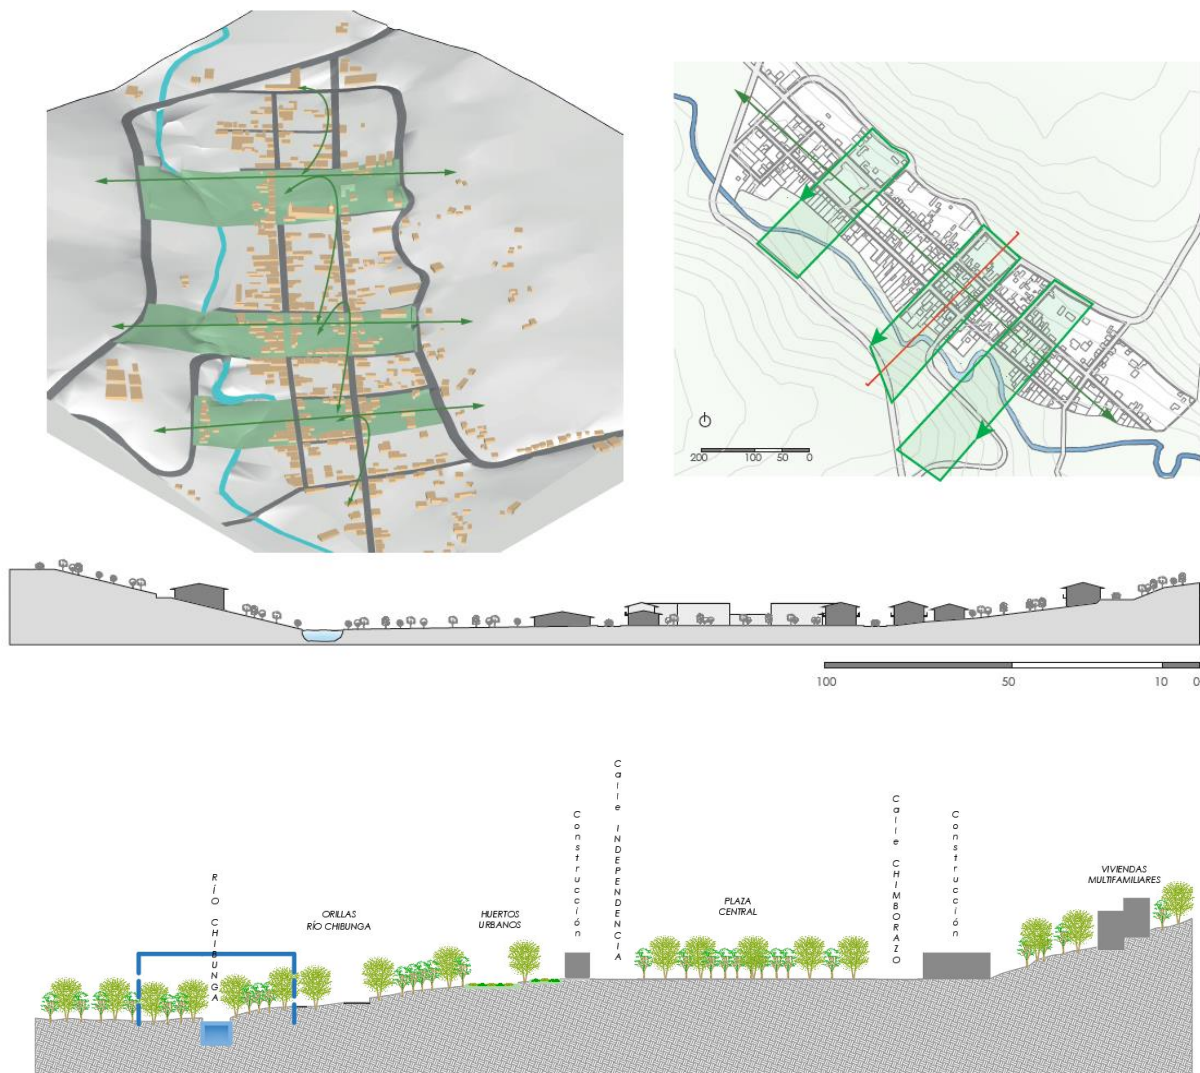 200 100 50 0
100 50 10 0
RÍO CHIBUNGA
ORILLAS
RÍO CHIBUNGA
HUERTOS
URBANOS
Construcción
Calle INDEPENDENCIA
PLAZA
CENTRAL
Calle CHIMBORAZO
Construcción
VIVIENDAS
MULTIFAMILIARES